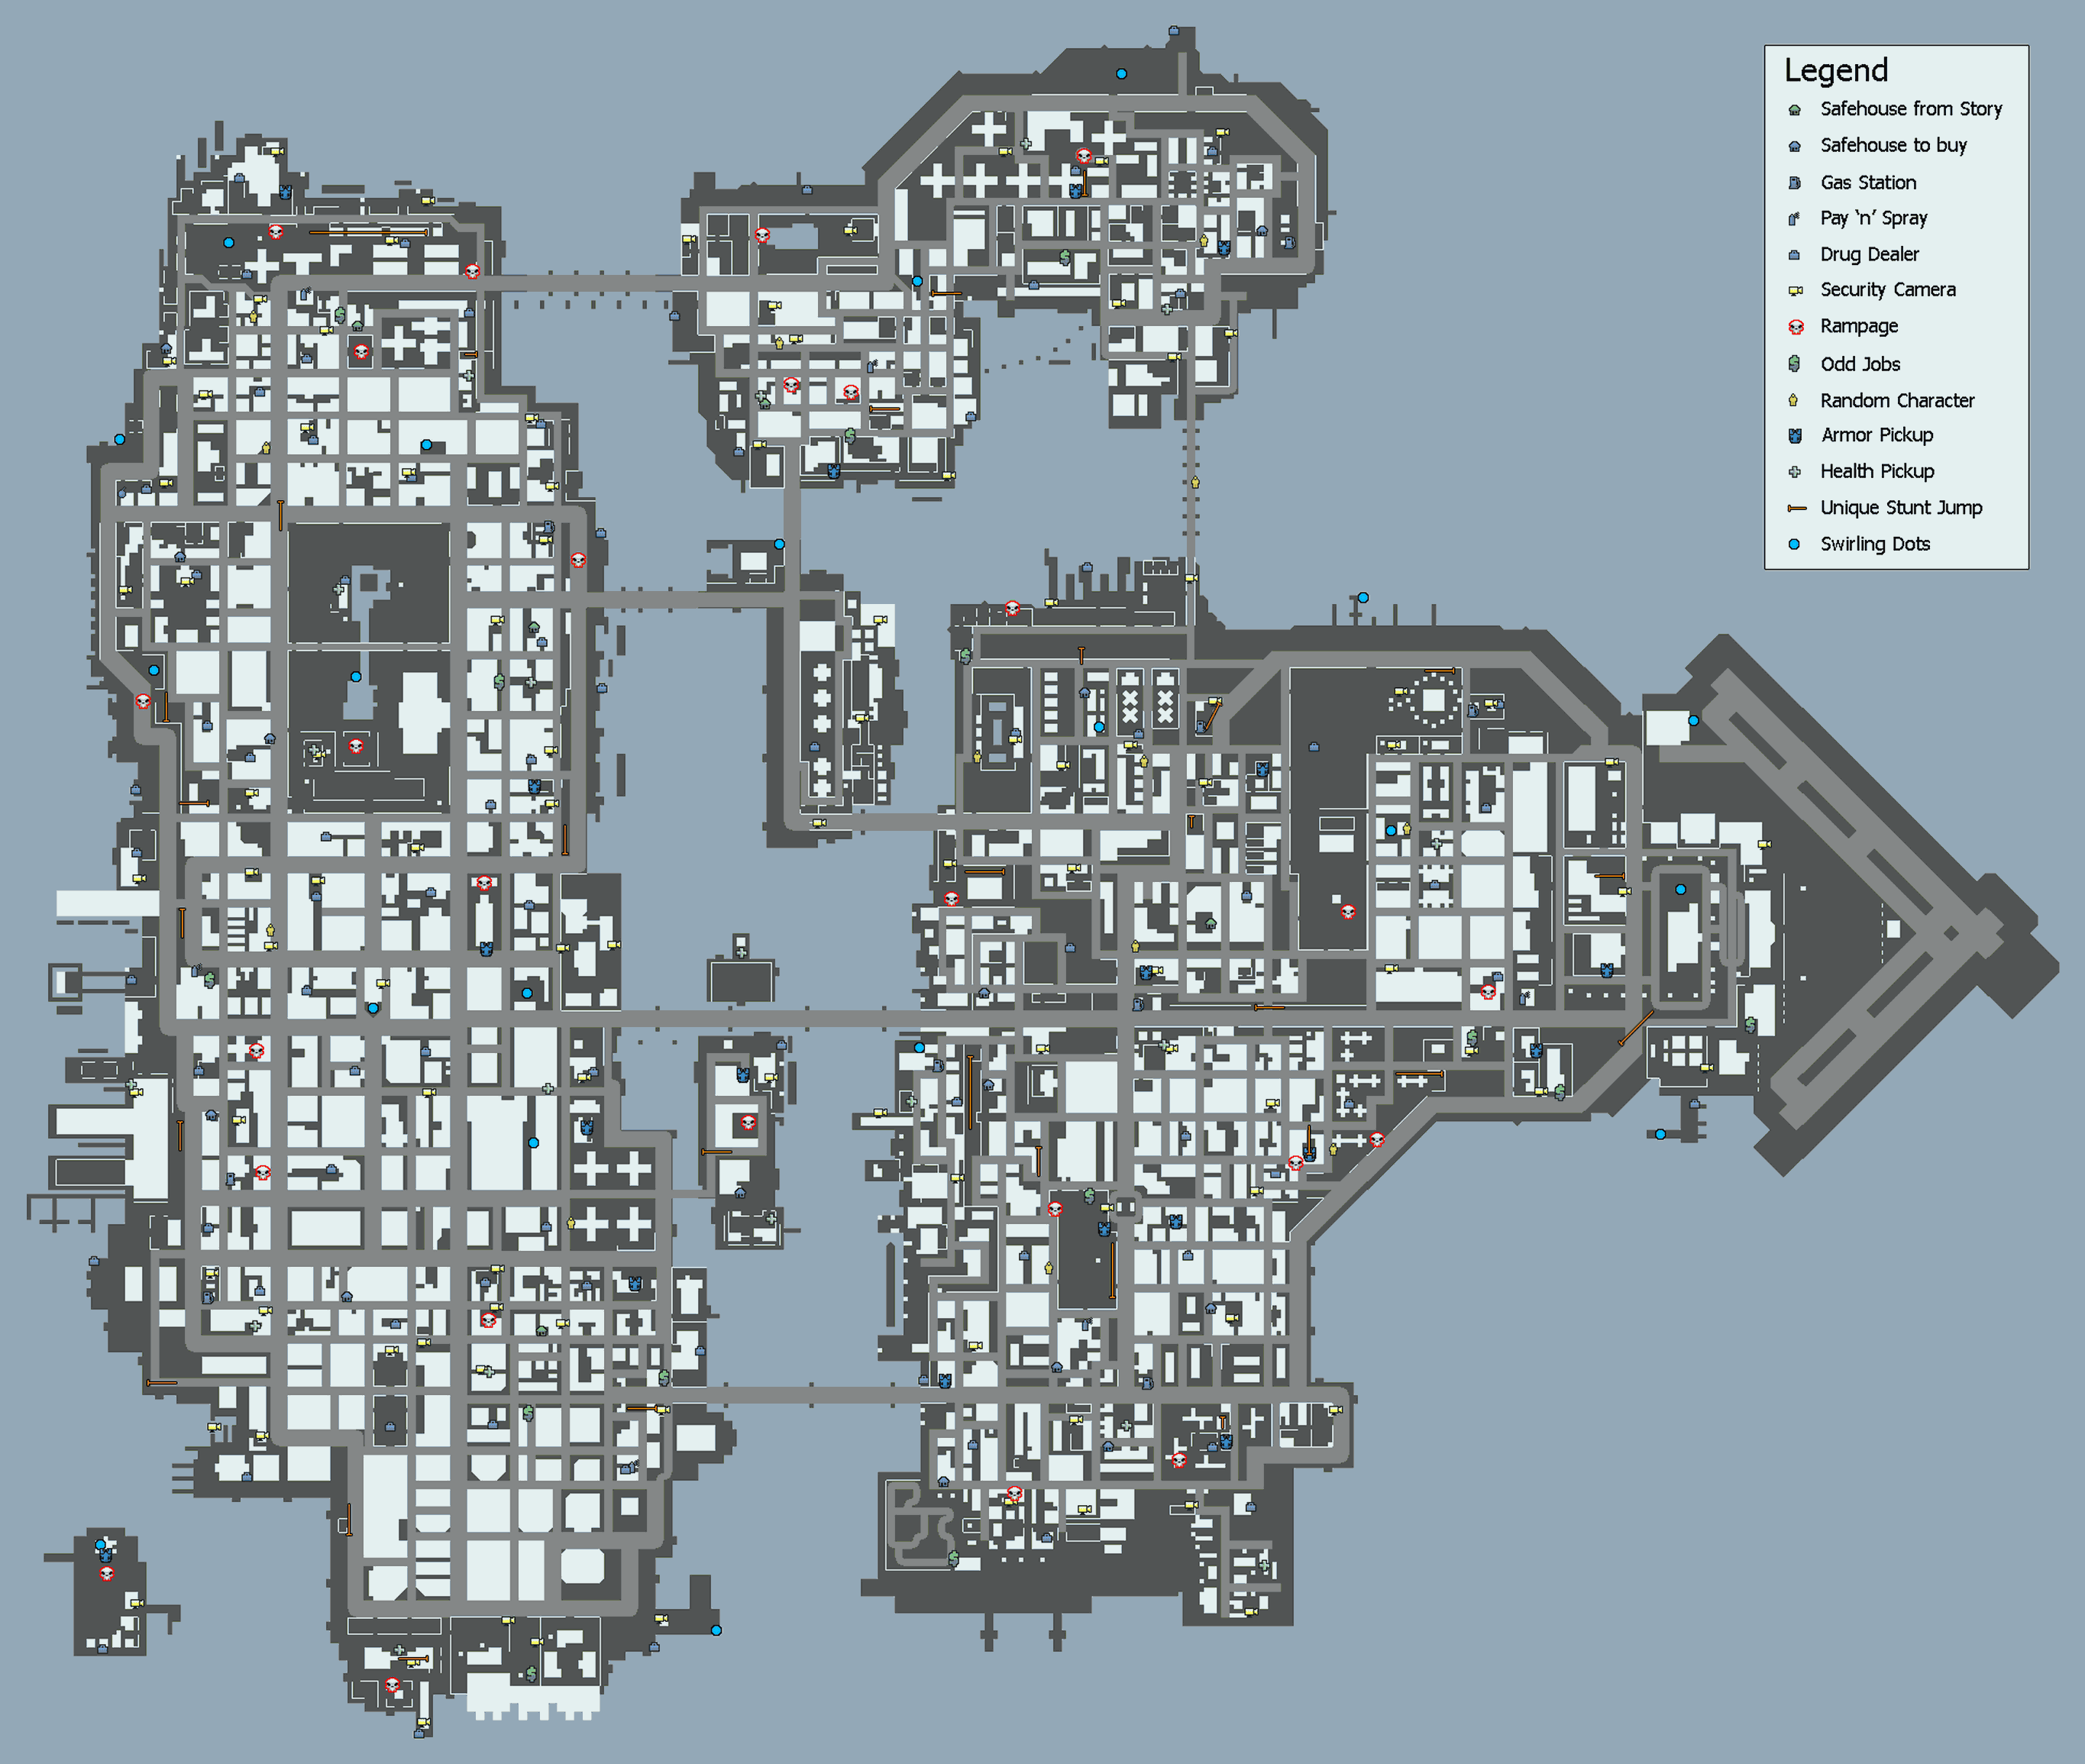 Legend
Safehouse from Story
Safehouse to buy
Gas Station
Pay ‘n’ Spray
Drug Dealer
Security Camera
Rampage
Odd Jobs
Random Character
Armor Pickup
Health Pickup
Unique Stunt Jump
Swirling Dots